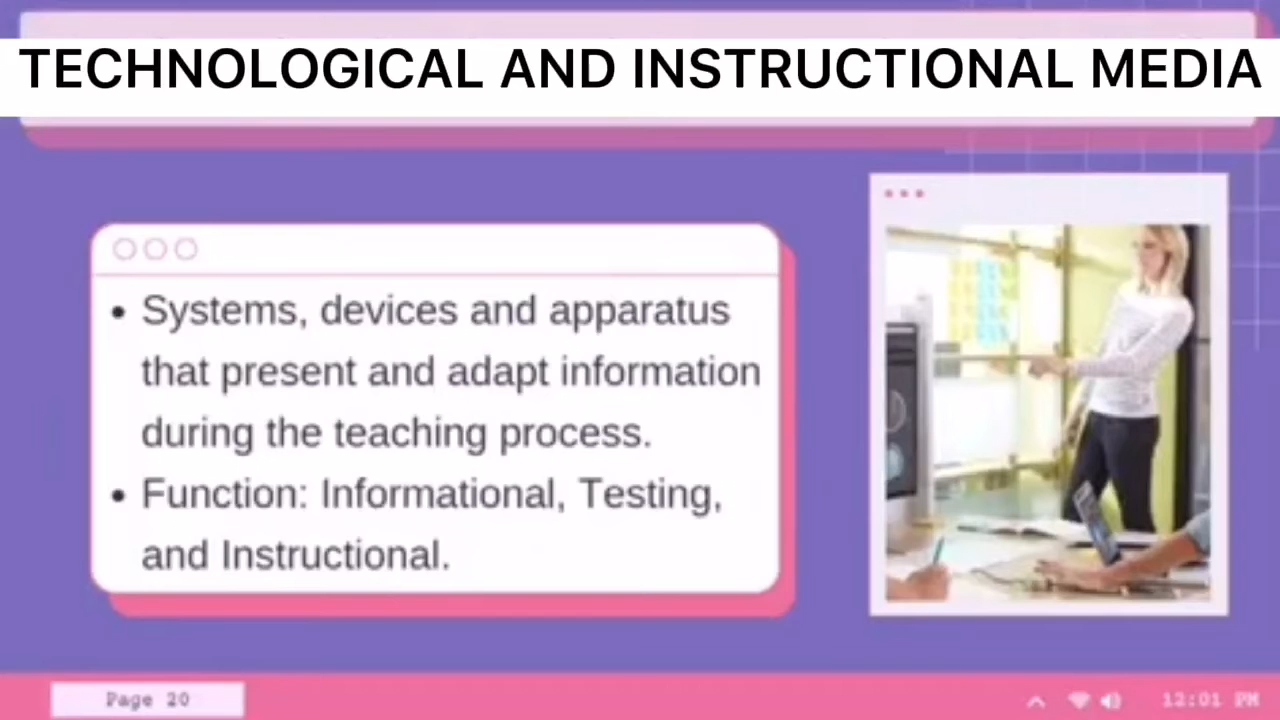 TECHNOLOGICAL AND INSTRUCTIONAL MEDIA
• Systems, devices and apparatus
that present and adapt information
during the teaching process.
• Function: Informational, Testing,
and Instructional.
Page 20
12:01 PM